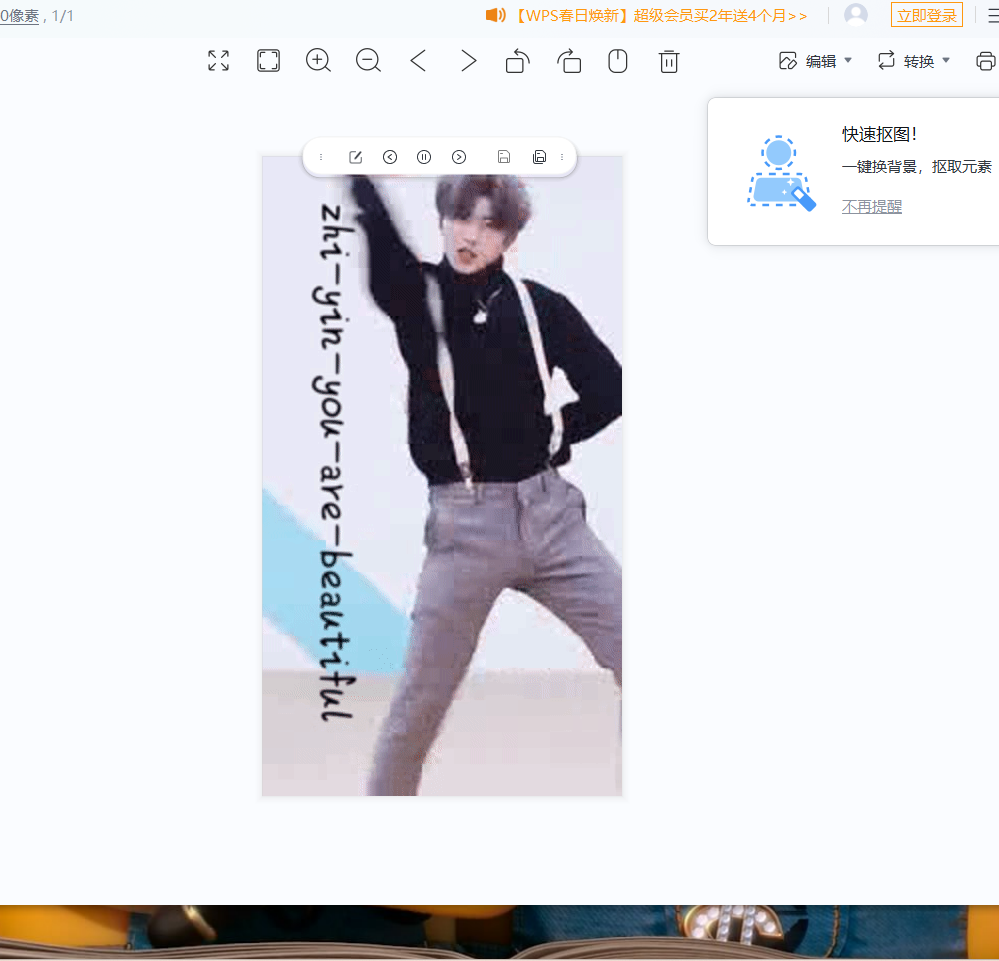 0像素，1/1
【WPS春日焕新】超级会员买2年送4个月>>
立即登录
编辑
转换
快速抠图！
一键换背景，抠取元素
不再提醒
zhi-yin-you-are-beautiful